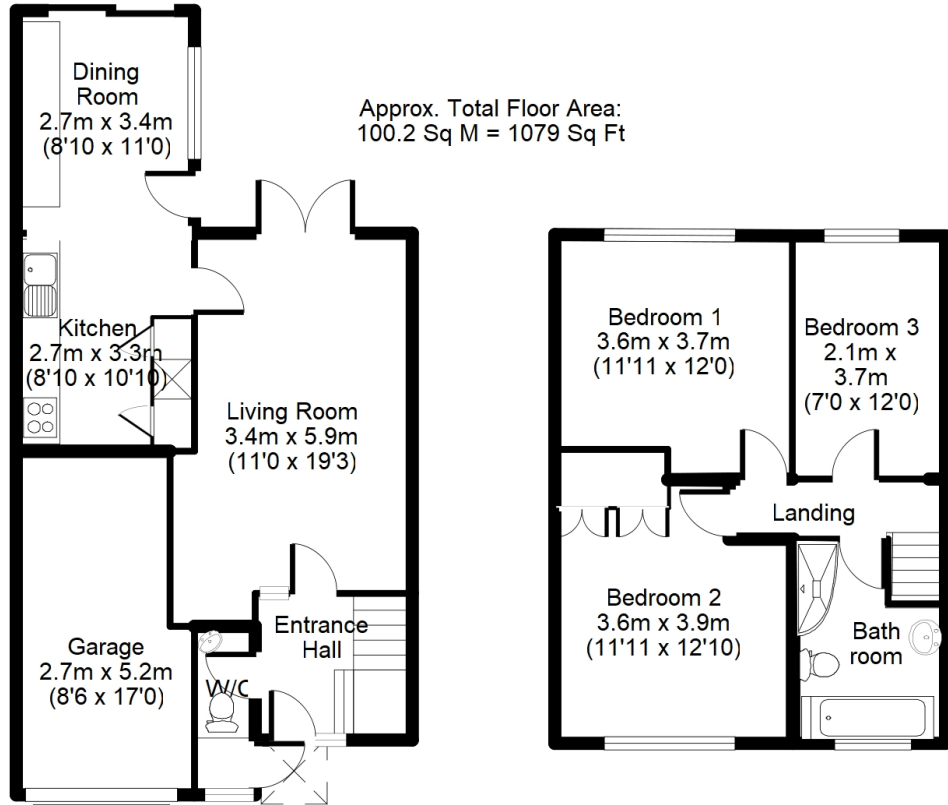 Dining
Room
2.7m x 3.4m
(8'10 x 11'0)
Approx. Total Floor Area:
100.2 Sq M = 1079 Sq Ft
Kitchen
2.7m x 3.3m
(8'10 x 10'10)
Living Room
3.4m x 5.9m
(11'0 x 19'3)
Garage
2.7m x 5.2m
(8'6 x 17'0)
W/C
Entrance
Hall
Bedroom 1
3.6m x 3.7m
(11'11 x 12'0)
Bedroom 3
2.1m x
3.7m
(7'0 x 12'0)
Landing
Bedroom 2
3.6m x 3.9m
(11'11 x 12'10)
Bath
room